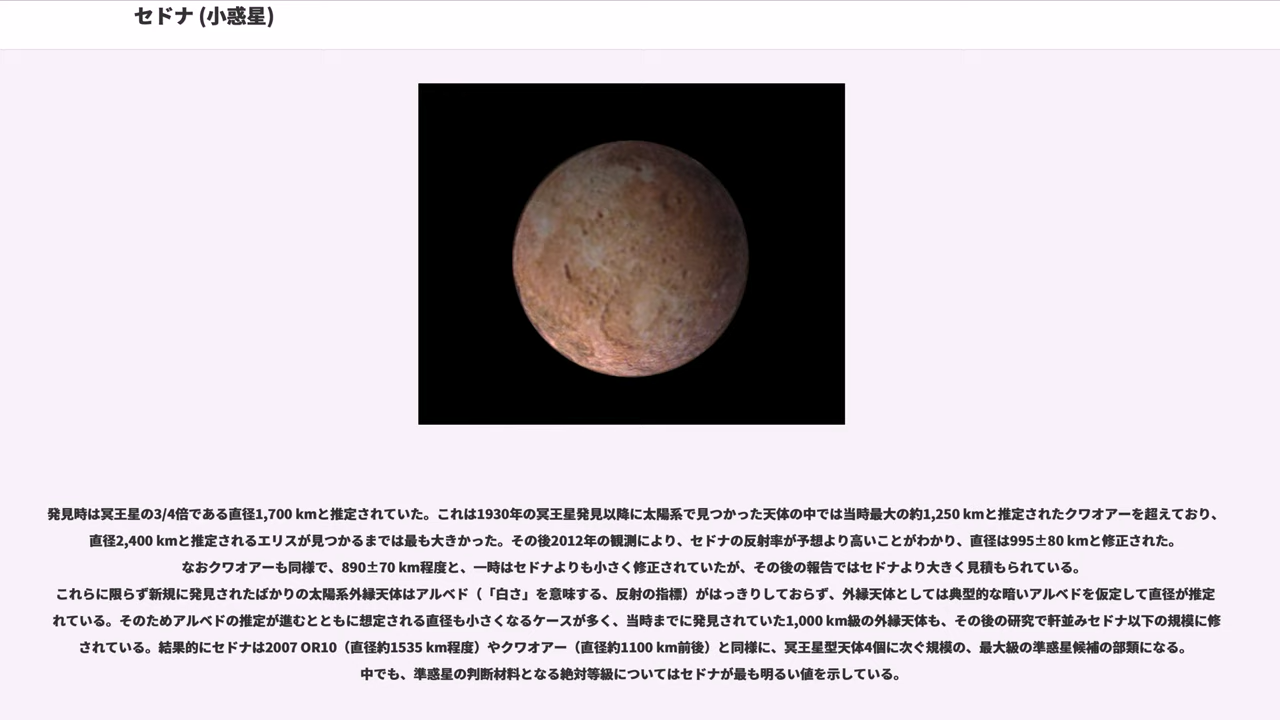 セドナ (小惑星)
発見時は冥王星の3/4倍である直径1,700 kmと推定されていた。これは1930年の冥王星発見以降に太陽系で見つかった天体の中では当時最大の約1,250 kmと推定されたクワオアーを超えており、
直径2,400 kmと推定されるエリスが見つかるまでは最も大きかった。その後2012年の観測により、セドナの反射率が予想より高いことがわかり、直径は995±80 kmと修正された。
なおクワオアーも同様で、890±70 km程度と、一時はセドナよりも小さく修正されていたが、その後の報告ではセドナより大きく見積もられている。
これらに限らず新規に発見されたばかりの太陽系外縁天体はアルベド（「白さ」を意味する、反射の指標）がはっきりしておらず、外縁天体としては典型的な暗いアルベドを仮定して直径が推定
れている。そのためアルベドの推定が進むとともに想定される直径も小さくなるケースが多く、当時までに発見されていた1,000 km級の外縁天体も、その後の研究で軒並みセドナ以下の規模に修
されている。結果的にセドナは2007 OR10（直径約1535 km程度）やクワオアー（直径約1100 km前後）と同様に、冥王星型天体4個に次ぐ規模の、最大級の準惑星候補の部類になる。
中でも、準惑星の判断材料となる絶対等級についてはセドナが最も明るい値を示している。